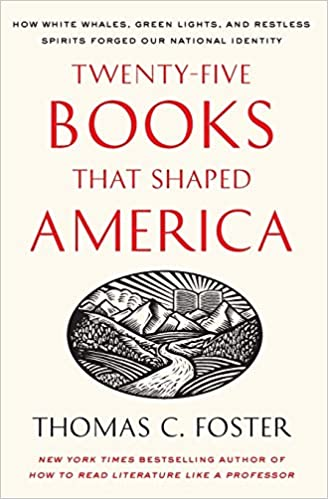 HOW WHITE WHALES, GREEN LIGHTS, AND RESTLESS
SPIRITS FORGED OUR NATIONAL IDENTITY
TWENTY-FIVE
BOOKS
THAT SHAPED
AMERICA
THOMAS C. FOSTER
NEW YORK TIMES BESTSELLING AUTHOR OF
HOW TO READ LITERATURE LIKE A PROFESSOR